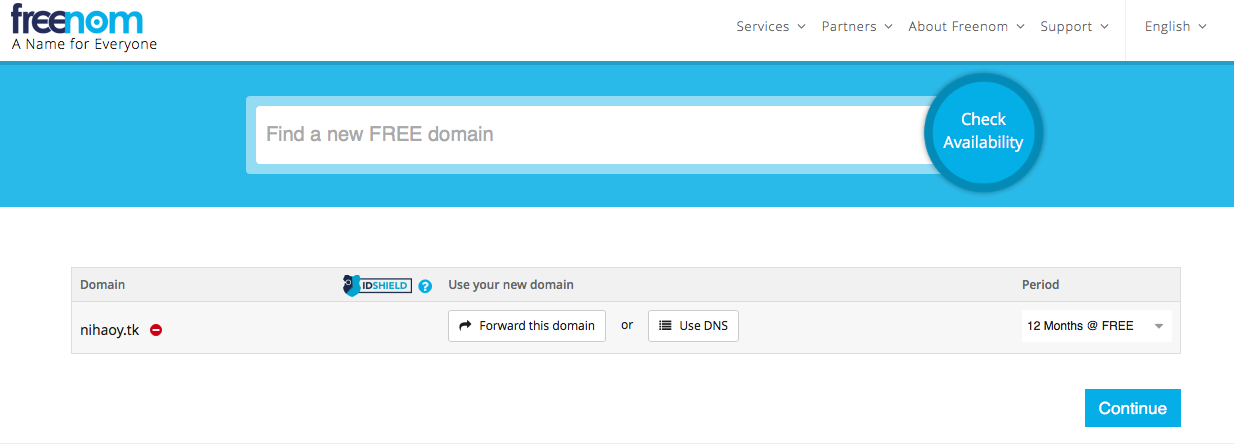 freenom
A Name for Everyone
Services Partners About Freenom Support English
Find a new FREE domain
Check
Availability
Domain IDSHIELD ? Use your new domain Period
nihaoy.tk Forward this domain or Use DNS 12 Months @ FREE
Continue